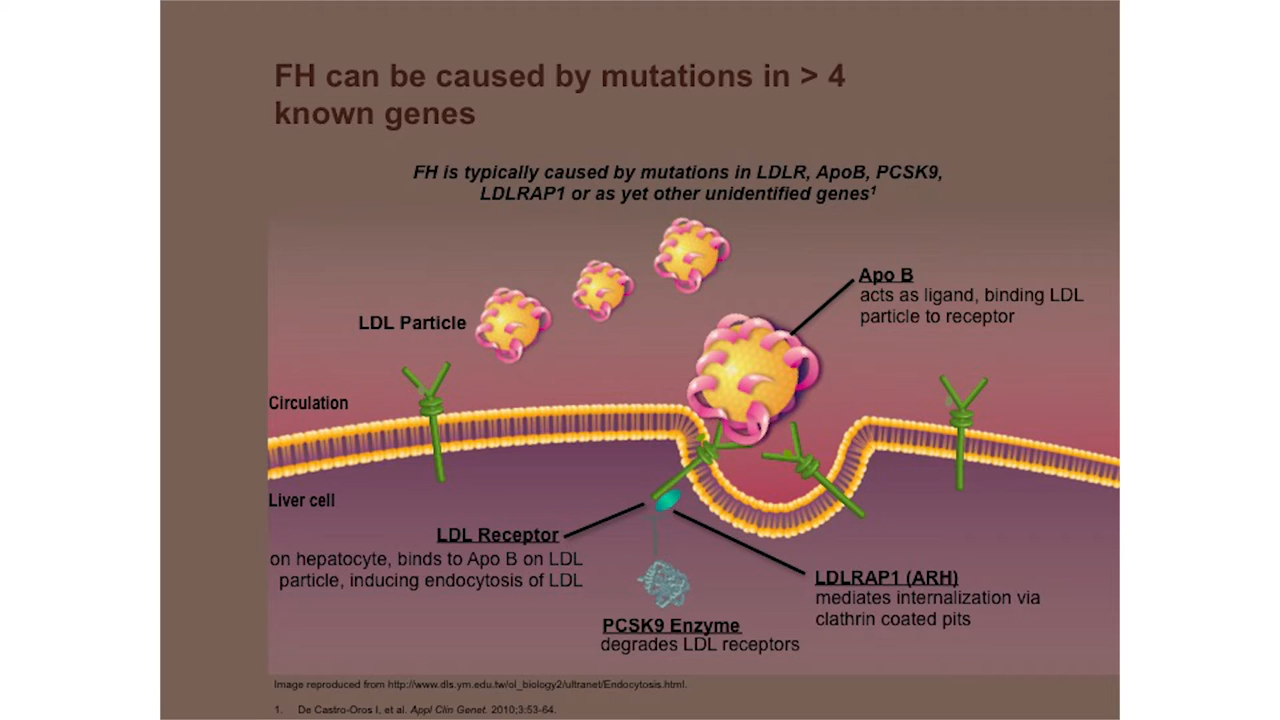 FH can be caused by mutations in > 4
known genes
FH is typically caused by mutations in LDLR, ApoB, PCSK9,
LDLRAP1 or as yet other unidentified genes¹
Apo B
acts as ligand, binding LDL
particle to receptor
LDL Particle
Circulation
Liver cell
LDL Receptor
on hepatocyte, binds to Apo B on LDL
particle, inducing endocytosis of LDL
LDLRAP1 (ARH)
mediates internalization via
clathrin coated pits
PCSK9 Enzyme
degrades LDL receptors
Image reproduced from http://www.dls.ym.edu.tw/ol_biology2/ultranet/Endocytosis.html.
1. De Castro-Oros I, et al. Appl Clin Genet. 2010;3:53-64.